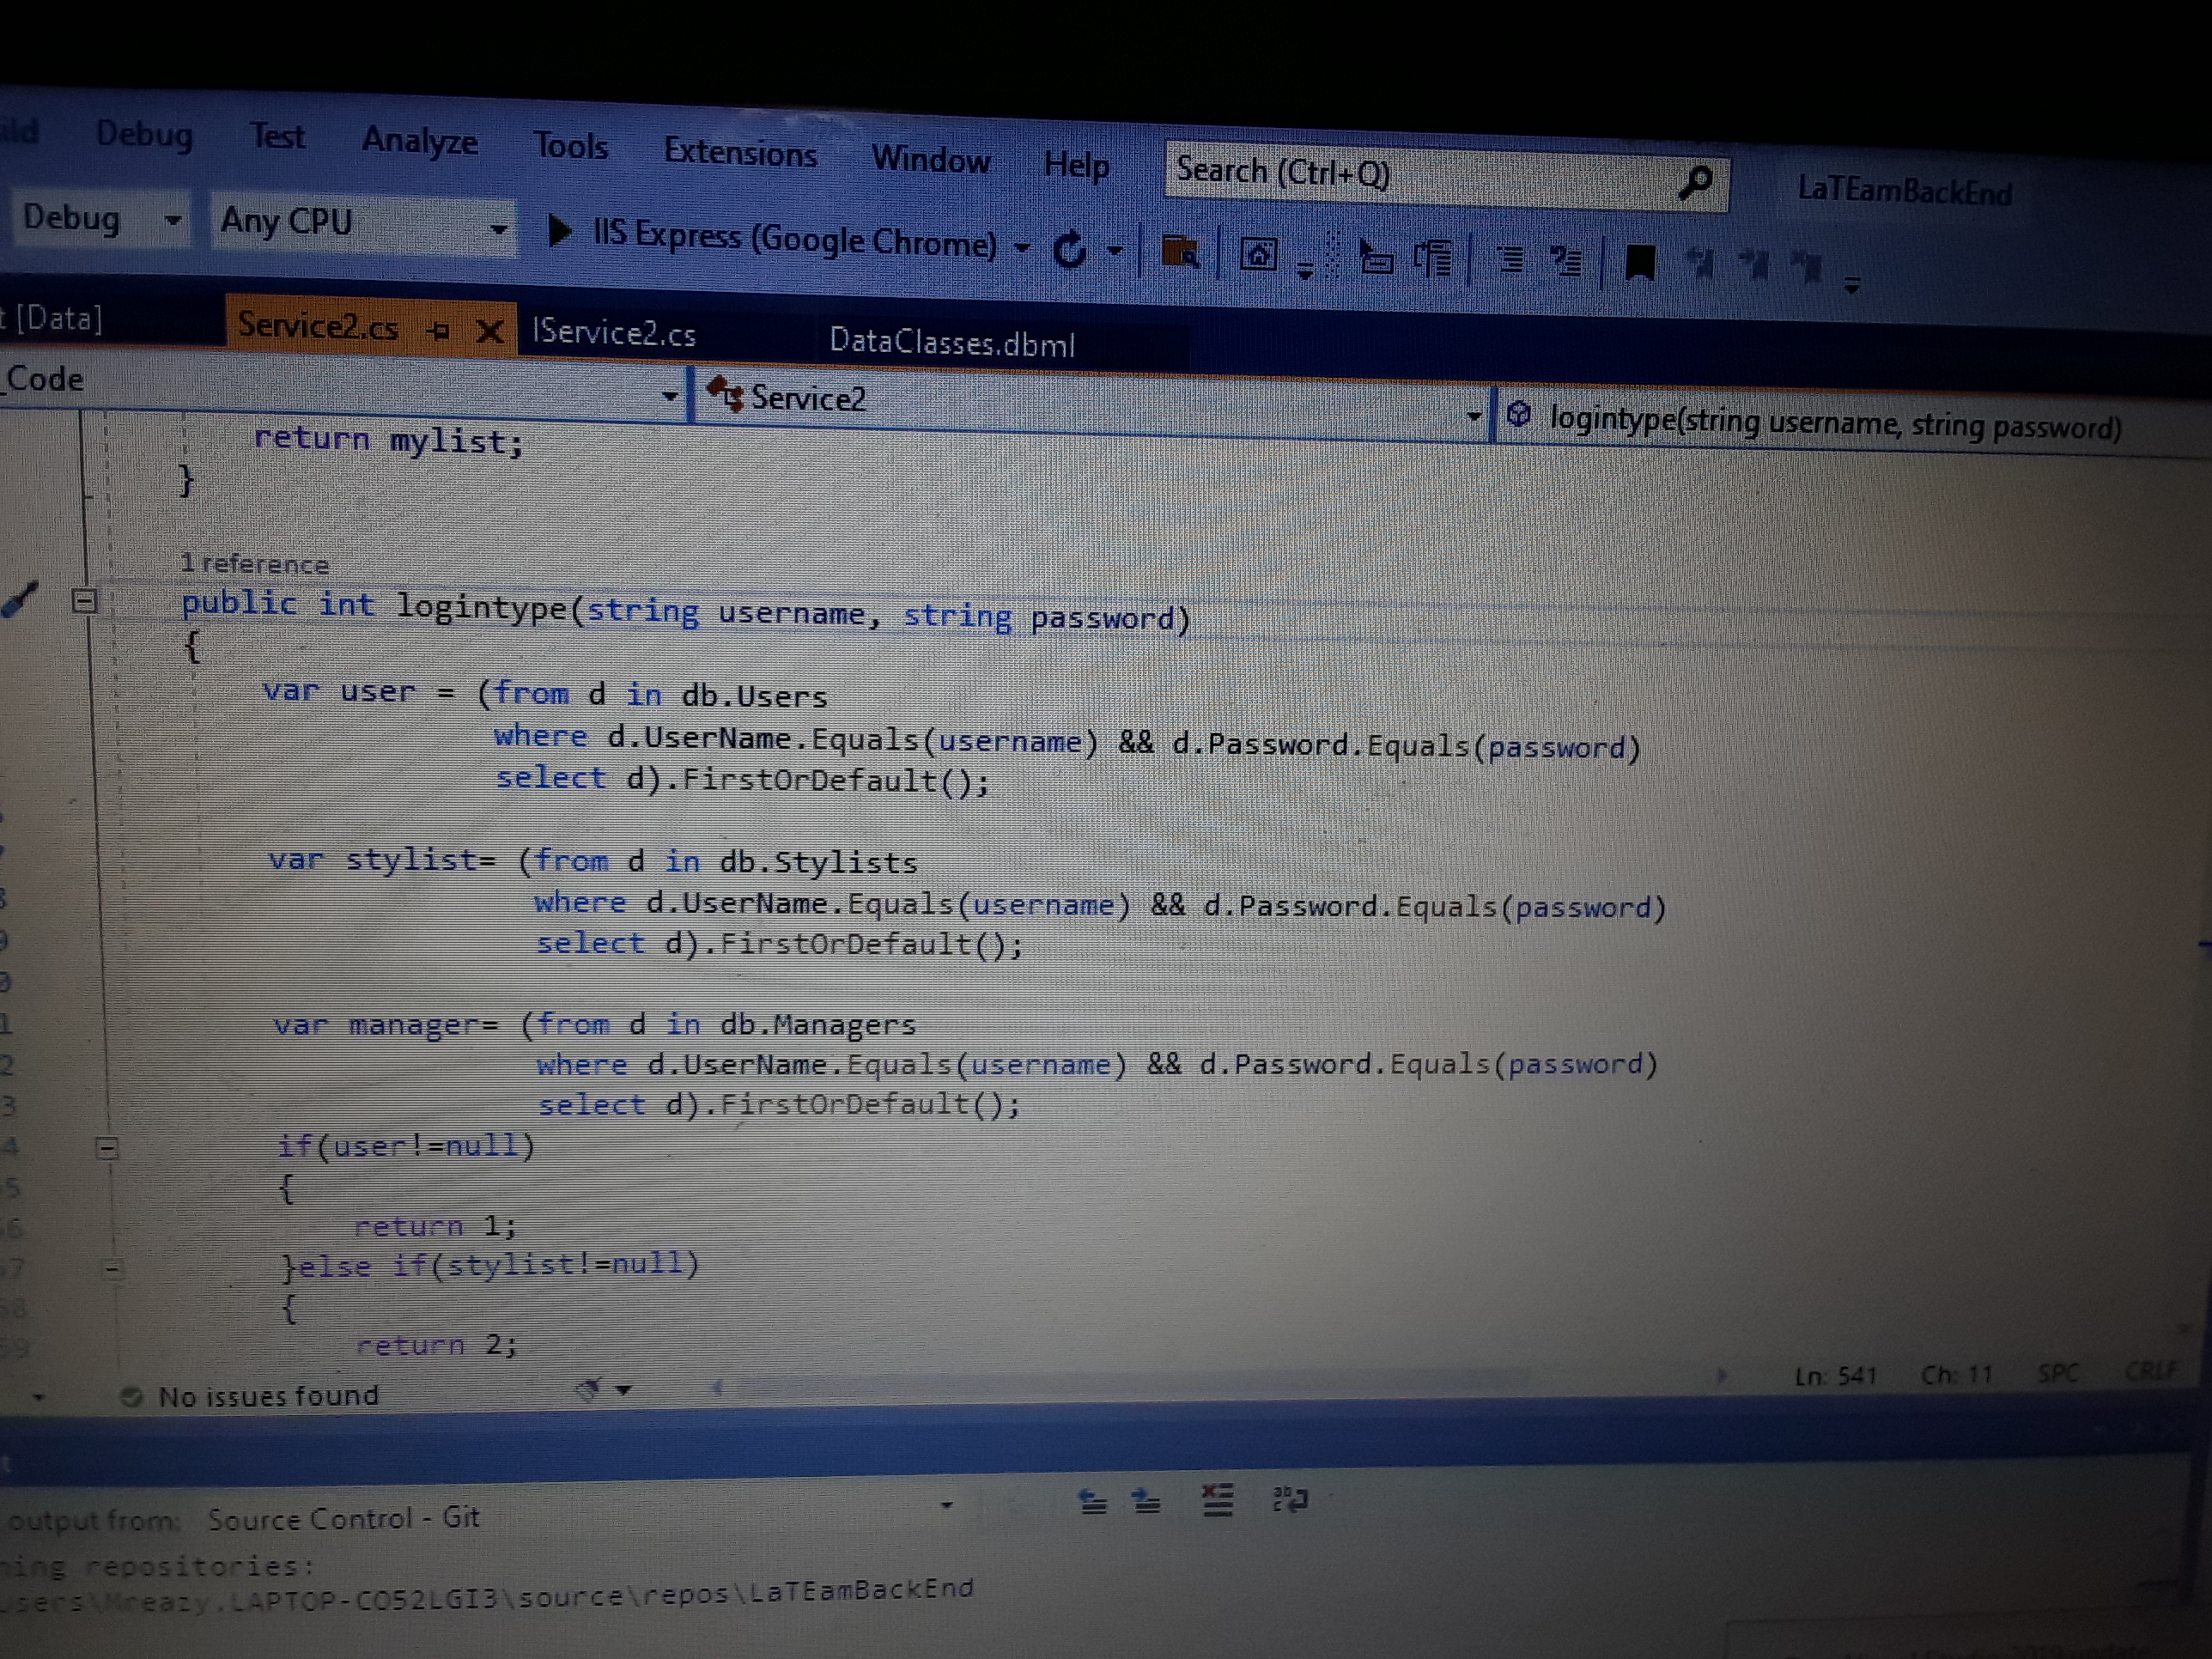 Debug Test Analyze Tools Extensions Window Help Search (Ctrl+Q) LaTEamBackEnd
Debug Any CPU IIS Express (Google Chrome)
[Data] Service2.cs IService2.cs DataClasses.dbml
_Code Service2 logintype(string username, string password)
return mylist;
}
1 reference
public int logintype(string username, string password)
{
var user = (from d in db.Users
where d.UserName.Equals(username) && d.Password.Equals(password)
select d).FirstOrDefault();
var stylist= (from d in db.Stylists
where d.UserName.Equals(username) && d.Password.Equals(password)
select d).FirstOrDefault();
var manager= (from d in db.Managers
where d.UserName.Equals(username) && d.Password.Equals(password)
select d).FirstOrDefault();
if(user!=null)
{
return 1;
}else if(stylist!=null)
{
return 2;
No issues found Ln: 541 Ch: 11 SPC CRLF
output from: Source Control - Git
repositories:
\Mreazy.LAPTOP-CO52LGI3\source\repos\LaTEamBackEnd